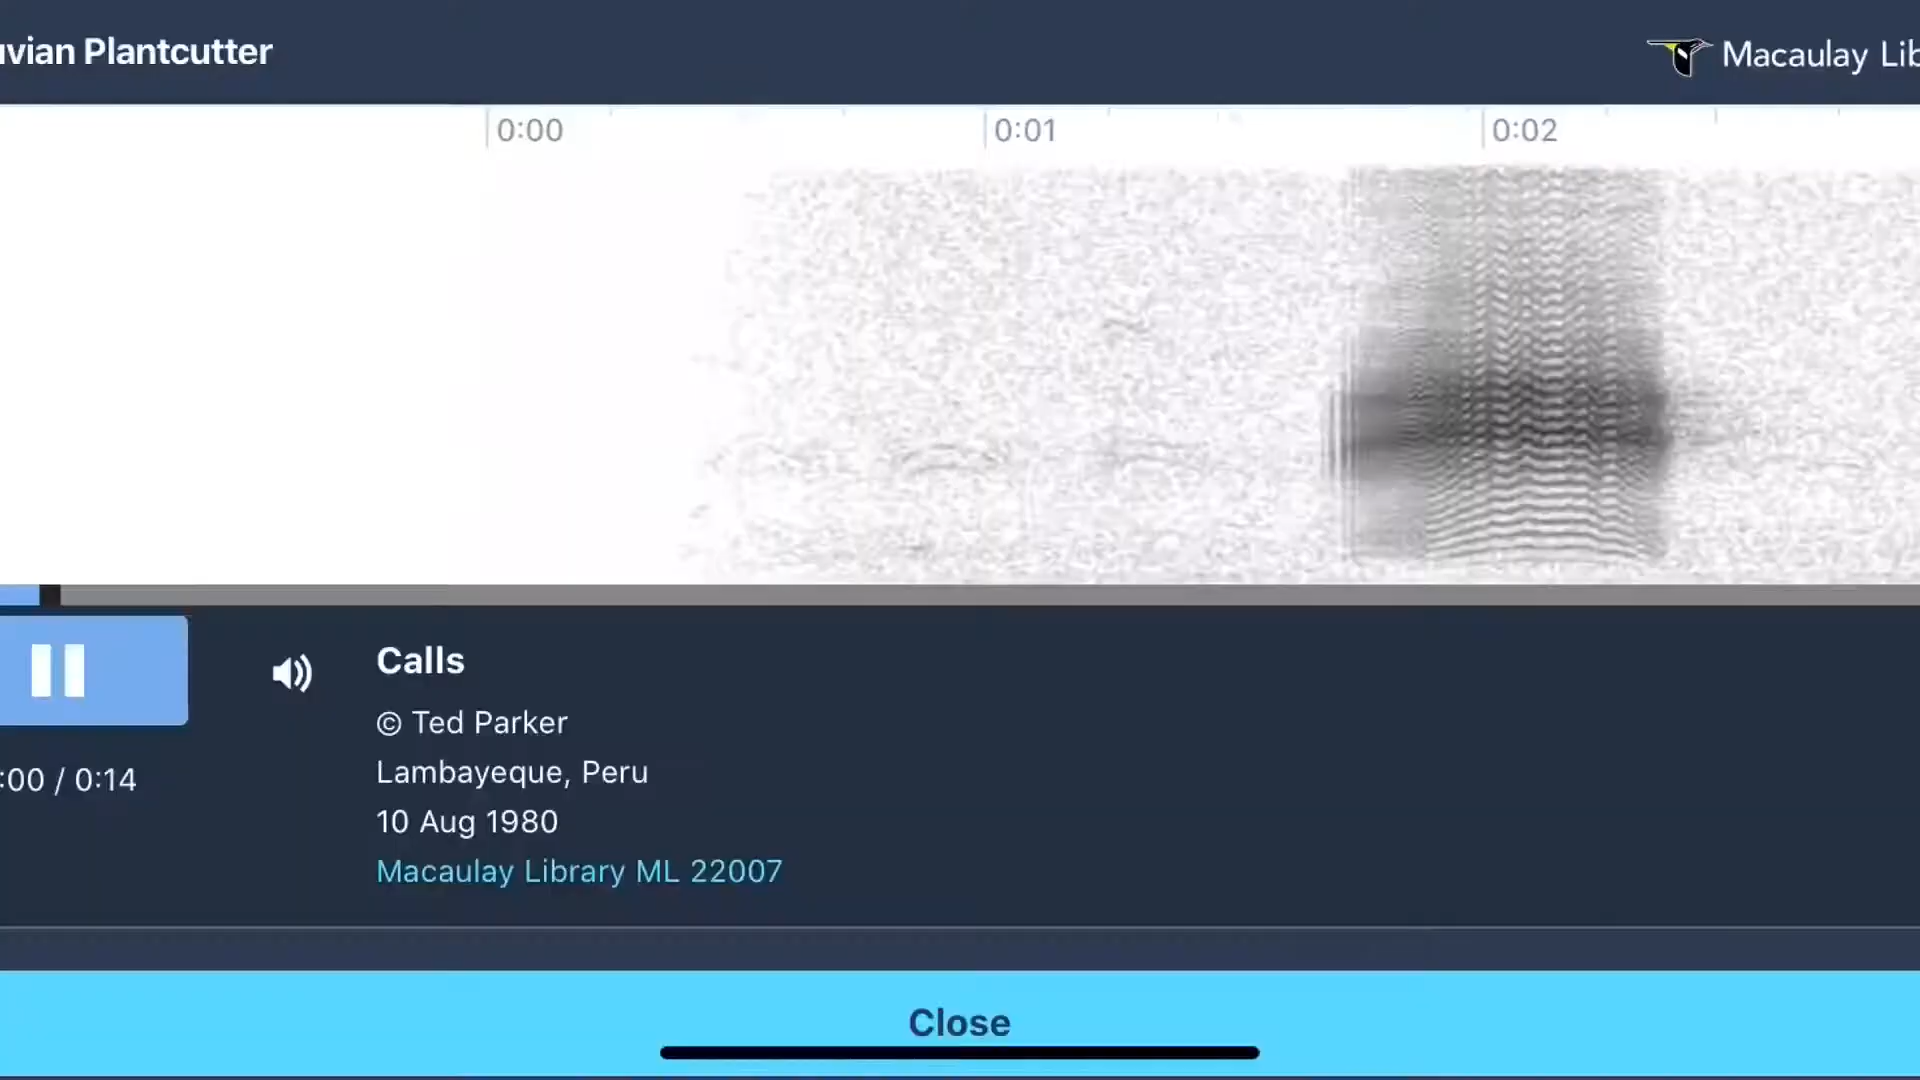 vian Plantcutter
Macaulay Lib
0:00
0:01
0:02
Calls
© Ted Parker
Lambayeque, Peru
10 Aug 1980
Macaulay Library ML 22007
:00 / 0:14
Close